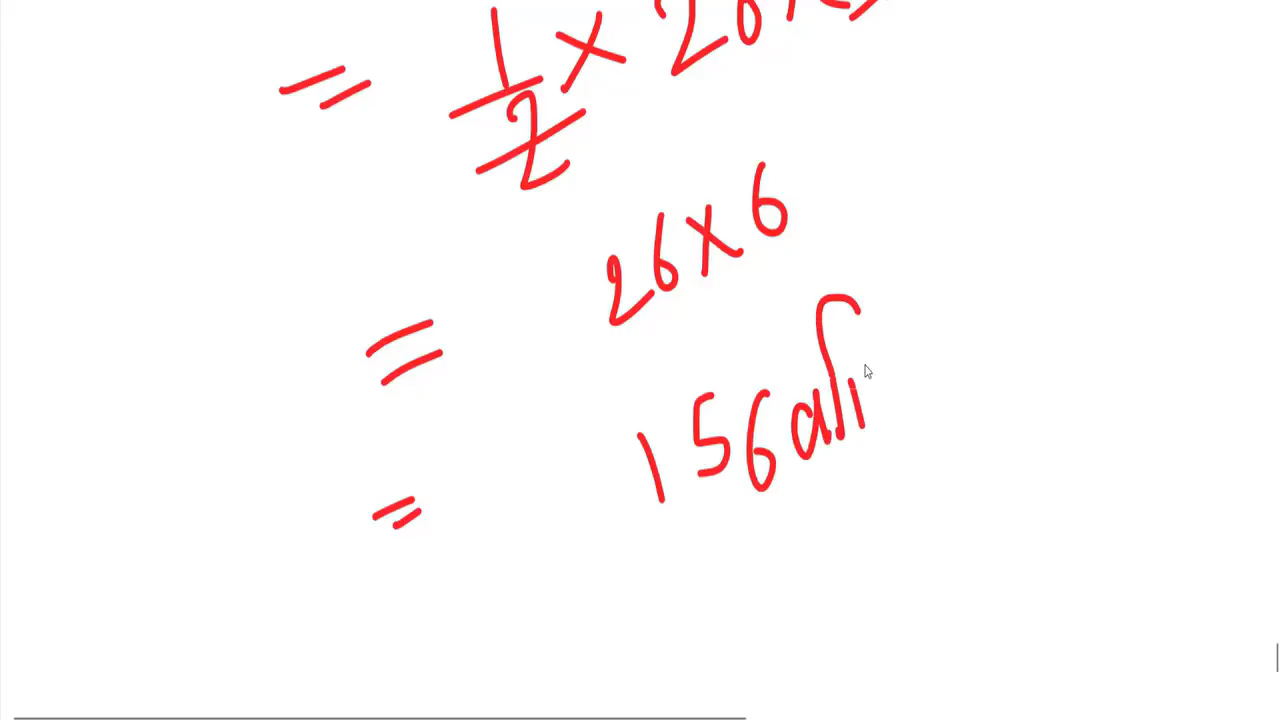 = 1/2 × 26
= 26 × 6
= 156